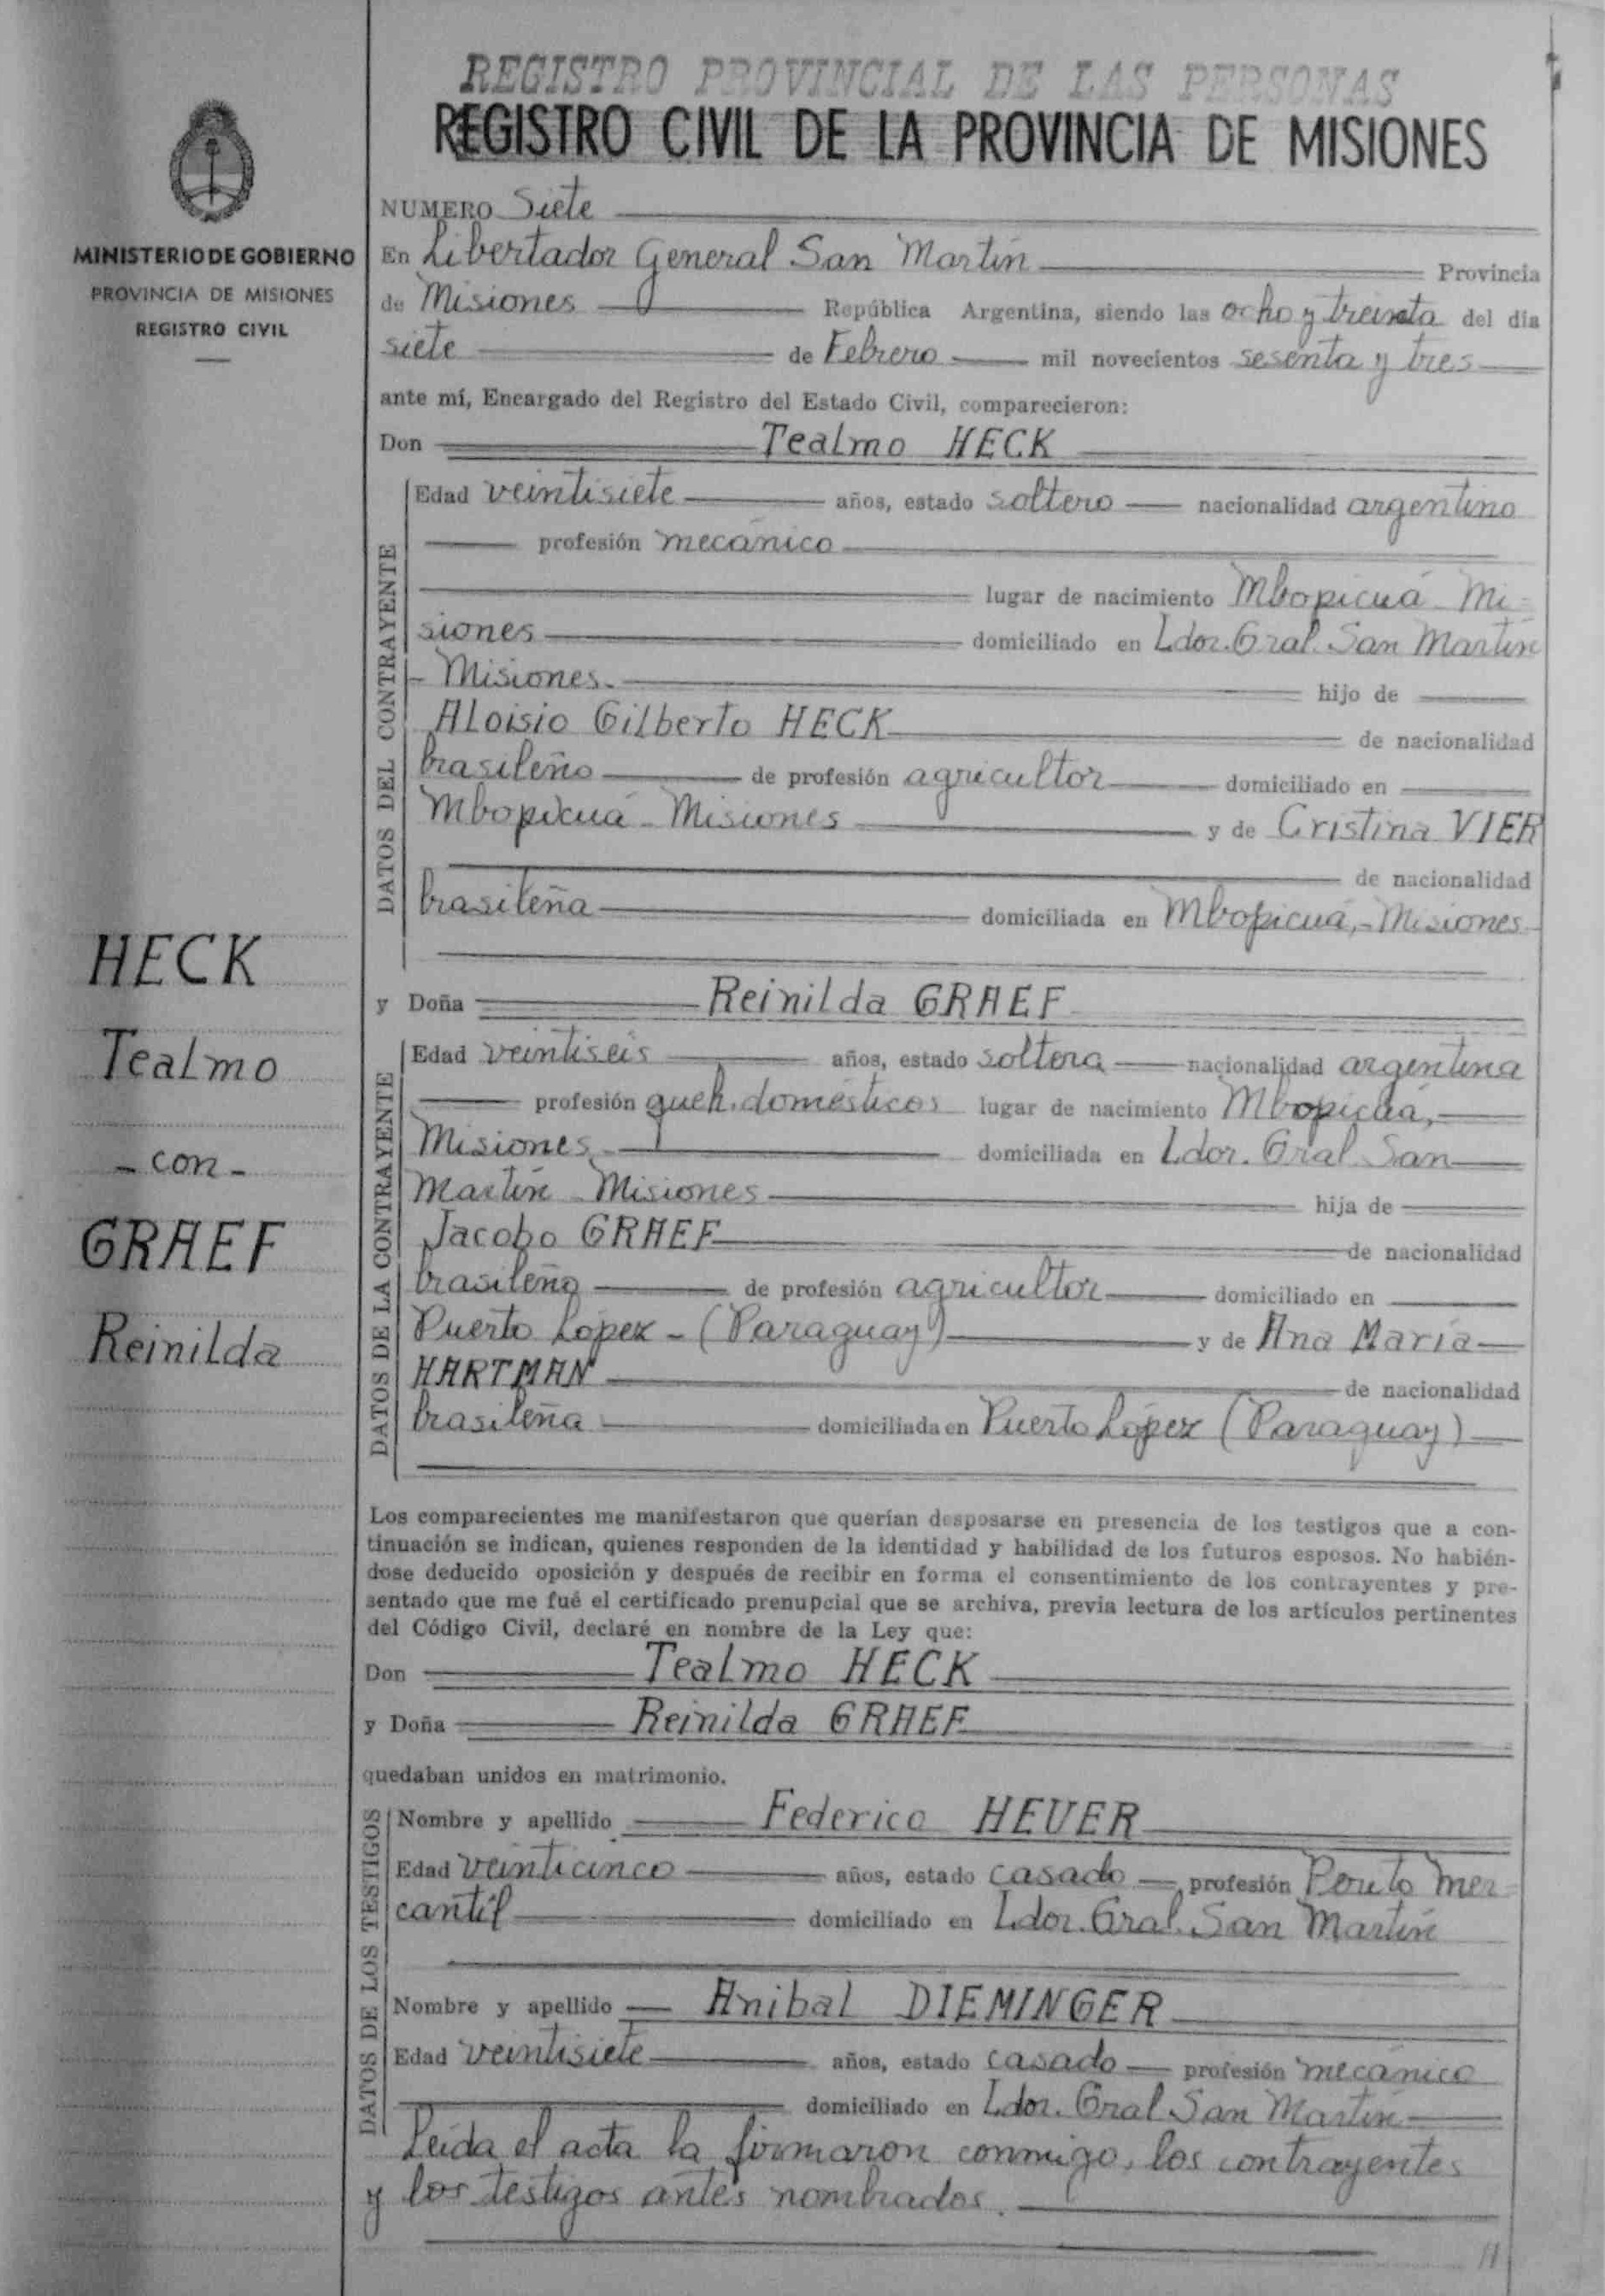 REGISTRO PROVINCIAL DE LAS PERSONAS
REGISTRO CIVIL DE LA PROVINCIA DE MISIONES
MINISTERIO DE GOBIERNO
PROVINCIA DE MISIONES
REGISTRO CIVIL
HECK
Tealmo
- con -
GRAEF
Reinilda
NUMERO Siete
En Libertador General San Martín Provincia
de Misiones República Argentina, siendo las ocho y treinta del día
siete de Febrero mil novecientos sesenta y tres
ante mí, Encargado del Registro del Estado Civil, comparecieron:
Don Tealmo HECK
DATOS DEL CONTRAYENTE
Edad veintisiete años, estado soltero nacionalidad argentino
profesión mecánico
lugar de nacimiento Mbopicuá Mi-
siones domiciliado en Ldor. Gral. San Martín
- Misiones. hijo de
Aloisio Gilberto HECK de nacionalidad
brasileño de profesión agricultor domiciliado en
Mbopicuá - Misiones y de Cristina VIER
de nacionalidad
brasileña domiciliada en Mbopicuá, - Misiones
y Doña Reinilda GRAEF
DATOS DE LA CONTRAYENTE
Edad veintiseis años, estado soltera nacionalidad argentina
profesión queh. domésticos lugar de nacimiento Mbopicuá,
Misiones domiciliada en Ldor. Gral. San
Martín - Misiones hija de
Jacobo GRAEF de nacionalidad
brasileño de profesión agricultor domiciliado en
Puerto López - (Paraguay) y de Ana María
HARTMAN de nacionalidad
brasileña domiciliada en Puerto López (Paraguay)
Los comparecientes me manifestaron que querían desposarse en presencia de los testigos que a con-
tinuación se indican, quienes responden de la identidad y habilidad de los futuros esposos. No habién-
dose deducido oposición y después de recibir en forma el consentimiento de los contrayentes y pre-
sentado que me fué el certificado prenupcial que se archiva, previa lectura de los artículos pertinentes
del Código Civil, declaré en nombre de la Ley que:
Don Tealmo HECK
y Doña Reinilda GRAEF
quedaban unidos en matrimonio.
DATOS DE LOS TESTIGOS
Nombre y apellido Federico HEUER
Edad veinticinco años, estado casado profesión Perito Mer-
cantil domiciliado en Ldor. Gral. San Martín
Nombre y apellido Anibal DIEMINGER
Edad veintisiete años, estado casado profesión mecánico
domiciliado en Ldor. Gral San Martín
Leída el acta la firmaron conmigo, los contrayentes
y los testigos antes nombrados.